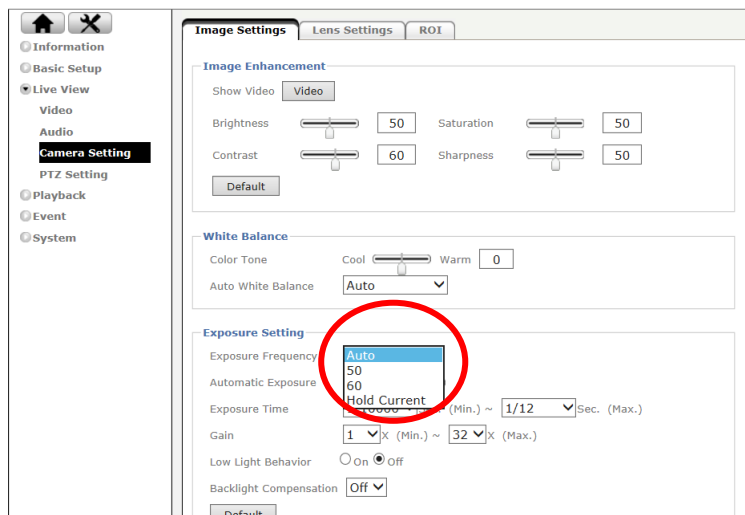 Image Settings
Lens Settings
ROI
Information
Basic Setup
Live View
Video
Audio
Camera Setting
PTZ Setting
Playback
Event
System
Image Enhancement
Show Video Video
Brightness 50 Saturation 50
Contrast 60 Sharpness 50
Default
White Balance
Color Tone Cool Warm 0
Auto White Balance Auto
Exposure Setting
Exposure Frequency Auto
50
60
Hold Current
Automatic Exposure
Exposure Time (Min.) ~ 1/12 Sec. (Max.)
Gain 1 X (Min.) ~ 32 X (Max.)
Low Light Behavior On Off
Backlight Compensation Off
Default